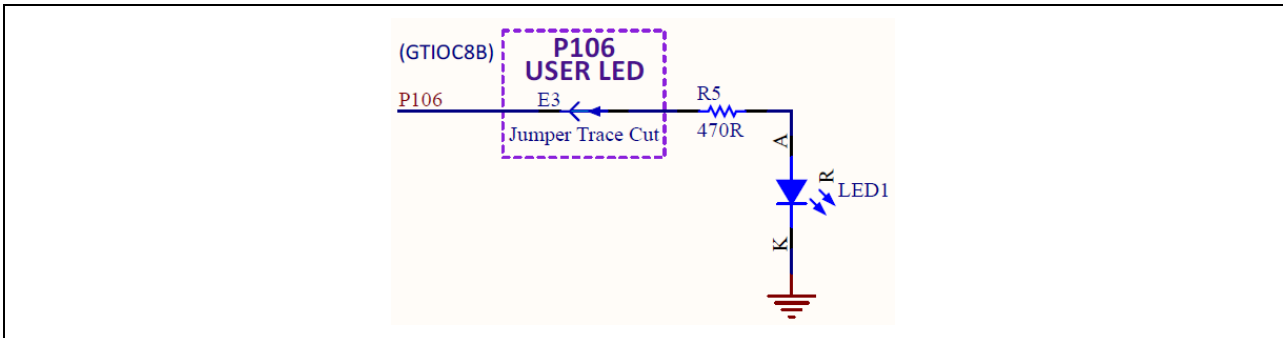 (GTIOC8B)
P106
USER LED
P106
E3
Jumper Trace Cut
R5
470R
A
R
LED1
K